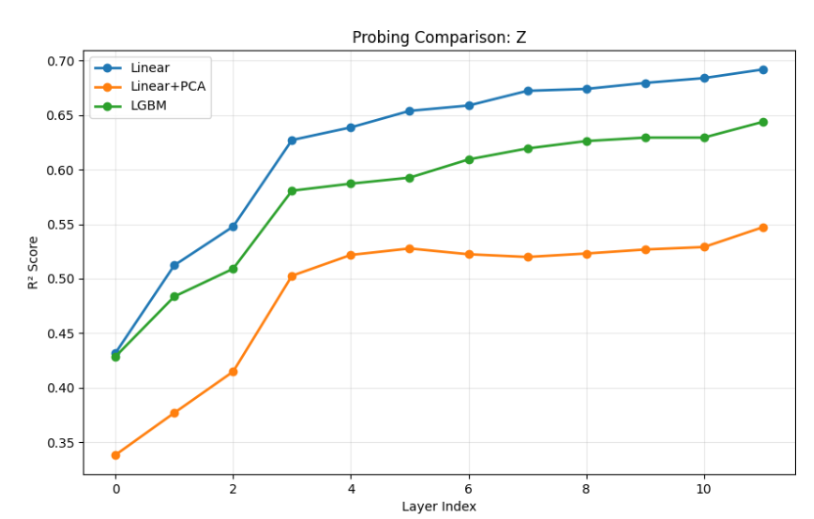 Probing Comparison: Z
Linear
Linear+PCA
LGBM
R² Score
0.70
0.65
0.60
0.55
0.50
0.45
0.40
0.35
0 2 4 6 8 10
Layer Index